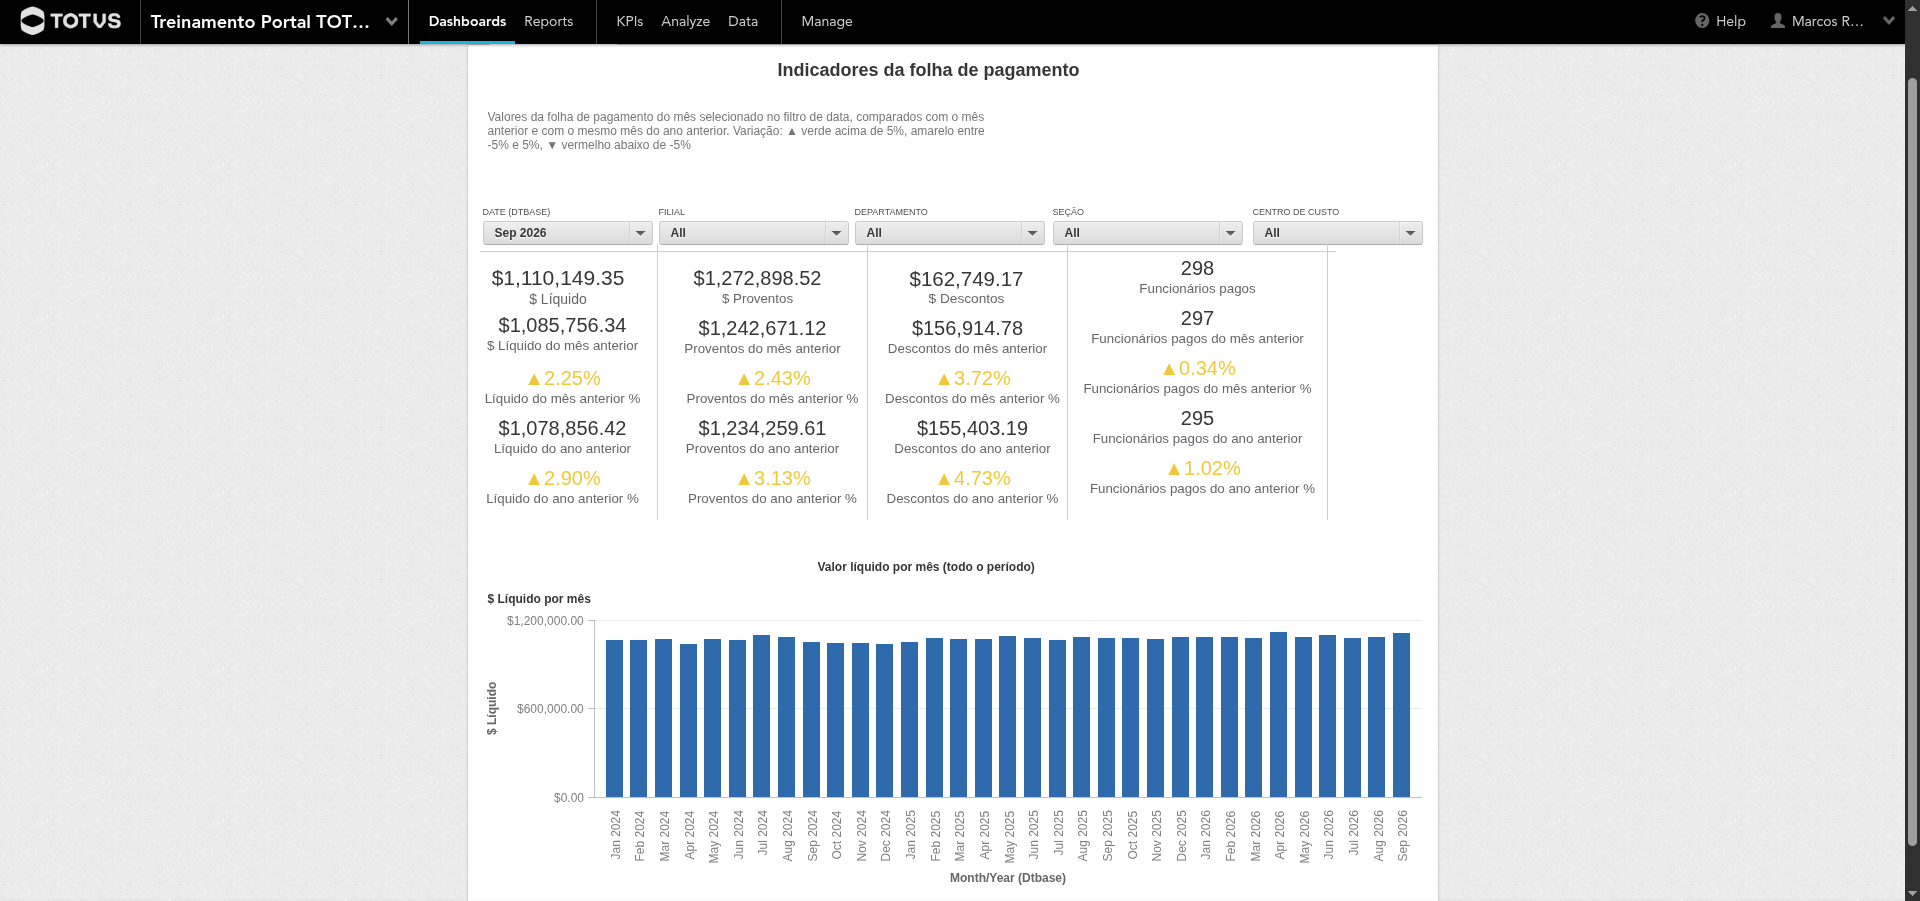 TOTVS
Treinamento Portal TOT...
Dashboards Reports KPIs Analyze Data Manage
Help Marcos R...
Indicadores da folha de pagamento
Valores da folha de pagamento do mês selecionado no filtro de data, comparados com o mês
anterior e com o mesmo mês do ano anterior. Variação: ▲ verde acima de 5%, amarelo entre
-5% e 5%, ▼ vermelho abaixo de -5%
DATE (DTBASE) FILIAL DEPARTAMENTO SEÇÃO CENTRO DE CUSTO
Sep 2026 All All All All
$1,110,149.35
$ Líquido
$1,085,756.34
$ Líquido do mês anterior
▲2.25%
Líquido do mês anterior %
$1,078,856.42
Líquido do ano anterior
▲2.90%
Líquido do ano anterior %
$1,272,898.52
$ Proventos
$1,242,671.12
Proventos do mês anterior
▲2.43%
Proventos do mês anterior %
$1,234,259.61
Proventos do ano anterior
▲3.13%
Proventos do ano anterior %
$162,749.17
$ Descontos
$156,914.78
Descontos do mês anterior
▲3.72%
Descontos do mês anterior %
$155,403.19
Descontos do ano anterior
▲4.73%
Descontos do ano anterior %
298
Funcionários pagos
297
Funcionários pagos do mês anterior
▲0.34%
Funcionários pagos do mês anterior %
295
Funcionários pagos do ano anterior
▲1.02%
Funcionários pagos do ano anterior %
Valor líquido por mês (todo o período)
$ Líquido por mês
$ Líquido
$1,200,000.00
$600,000.00
$0.00
Jan 2024
Feb 2024
Mar 2024
Apr 2024
May 2024
Jun 2024
Jul 2024
Aug 2024
Sep 2024
Oct 2024
Nov 2024
Dec 2024
Jan 2025
Feb 2025
Mar 2025
Apr 2025
May 2025
Jun 2025
Jul 2025
Aug 2025
Sep 2025
Oct 2025
Nov 2025
Dec 2025
Jan 2026
Feb 2026
Mar 2026
Apr 2026
May 2026
Jun 2026
Jul 2026
Aug 2026
Sep 2026
Month/Year (Dtbase)